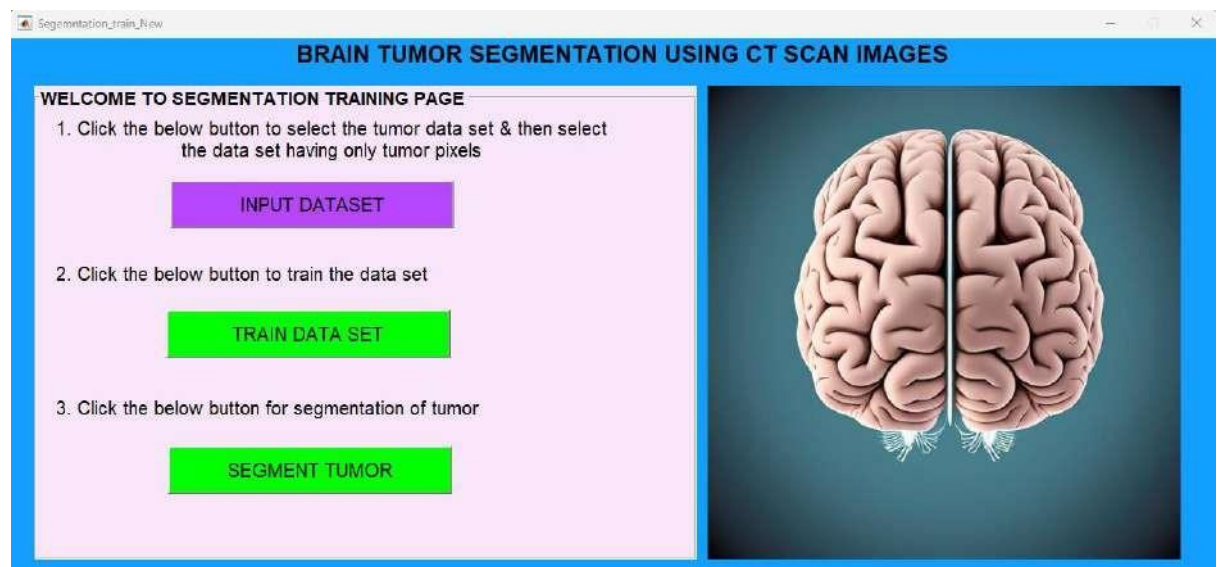 Segemntation_train_New
BRAIN TUMOR SEGMENTATION USING CT SCAN IMAGES
WELCOME TO SEGMENTATION TRAINING PAGE
1. Click the below button to select the tumor data set & then select
the data set having only tumor pixels
INPUT DATASET
2. Click the below button to train the data set
TRAIN DATA SET
3. Click the below button for segmentation of tumor
SEGMENT TUMOR